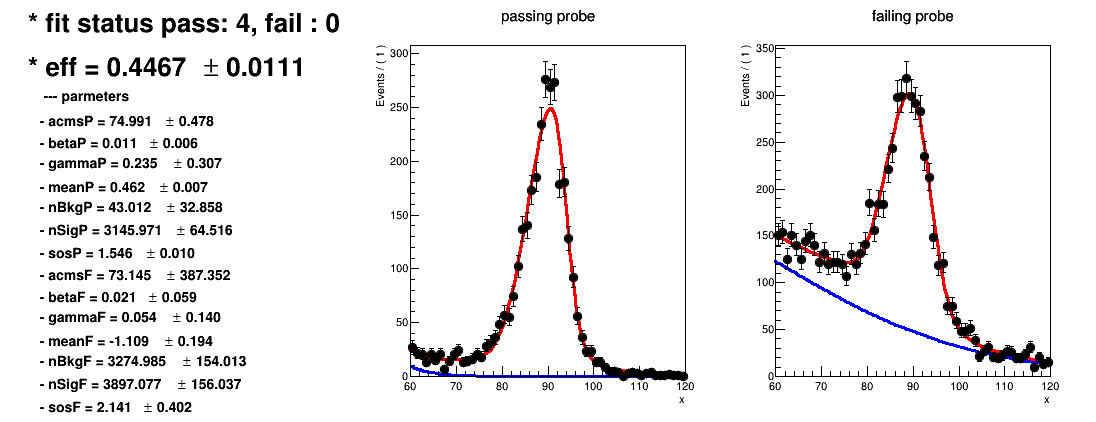 * fit status pass: 4, fail : 0
* eff = 0.4467 ± 0.0111
--- parmeters
- acmsP = 74.991 ± 0.478
- betaP = 0.011 ± 0.006
- gammaP = 0.235 ± 0.307
- meanP = 0.462 ± 0.007
- nBkgP = 43.012 ± 32.858
- nSigP = 3145.971 ± 64.516
- sosP = 1.546 ± 0.010
- acmsF = 73.145 ± 387.352
- betaF = 0.021 ± 0.059
- gammaF = 0.054 ± 0.140
- meanF = -1.109 ± 0.194
- nBkgF = 3274.985 ± 154.013
- nSigF = 3897.077 ± 156.037
- sosF = 2.141 ± 0.402
passing probe
Events / ( 1 )
300
250
200
150
100
50
0
60 70 80 90 100 110 120
x
failing probe
Events / ( 1 )
350
300
250
200
150
100
50
0
60 70 80 90 100 110 120
x